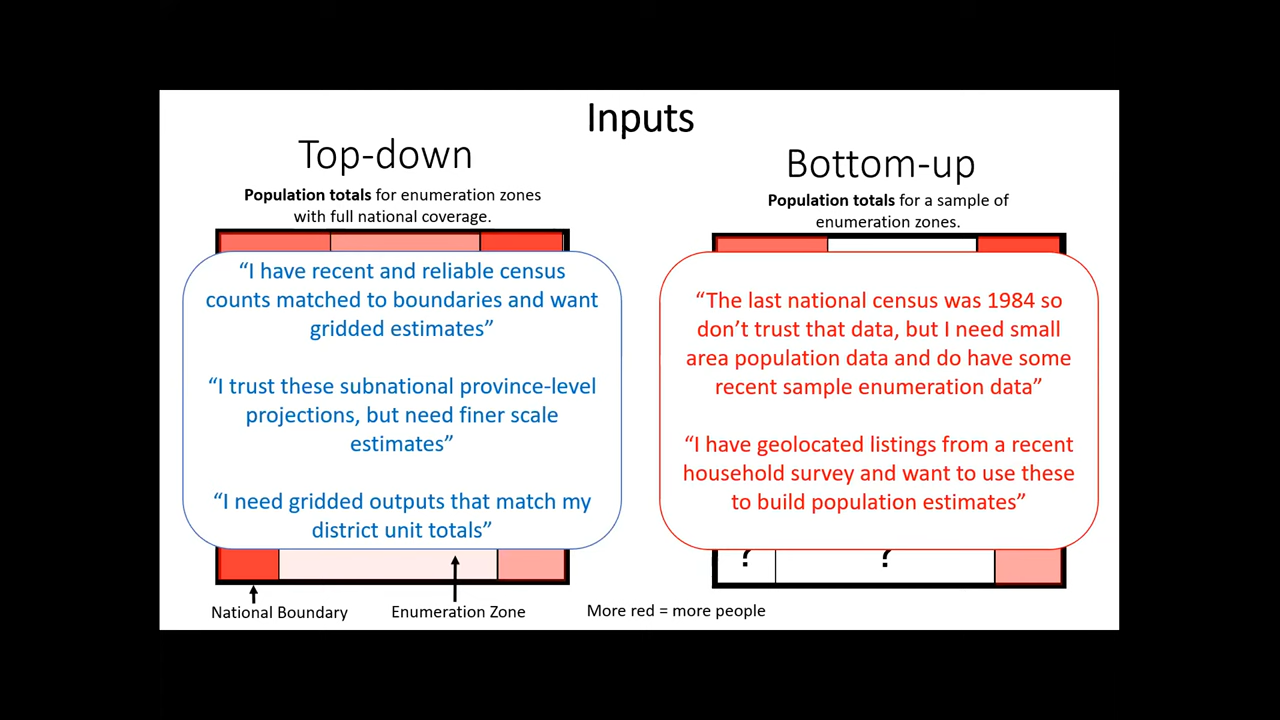 Inputs
Top-down
Population totals for enumeration zones
with full national coverage.
“I have recent and reliable census
counts matched to boundaries and want
gridded estimates”
“I trust these subnational province-level
projections, but need finer scale
estimates”
“I need gridded outputs that match my
district unit totals”
National Boundary
Enumeration Zone
More red = more people
Bottom-up
Population totals for a sample of
enumeration zones.
“The last national census was 1984 so
don’t trust that data, but I need small
area population data and do have some
recent sample enumeration data”
“I have geolocated listings from a recent
household survey and want to use these
to build population estimates”
? ?